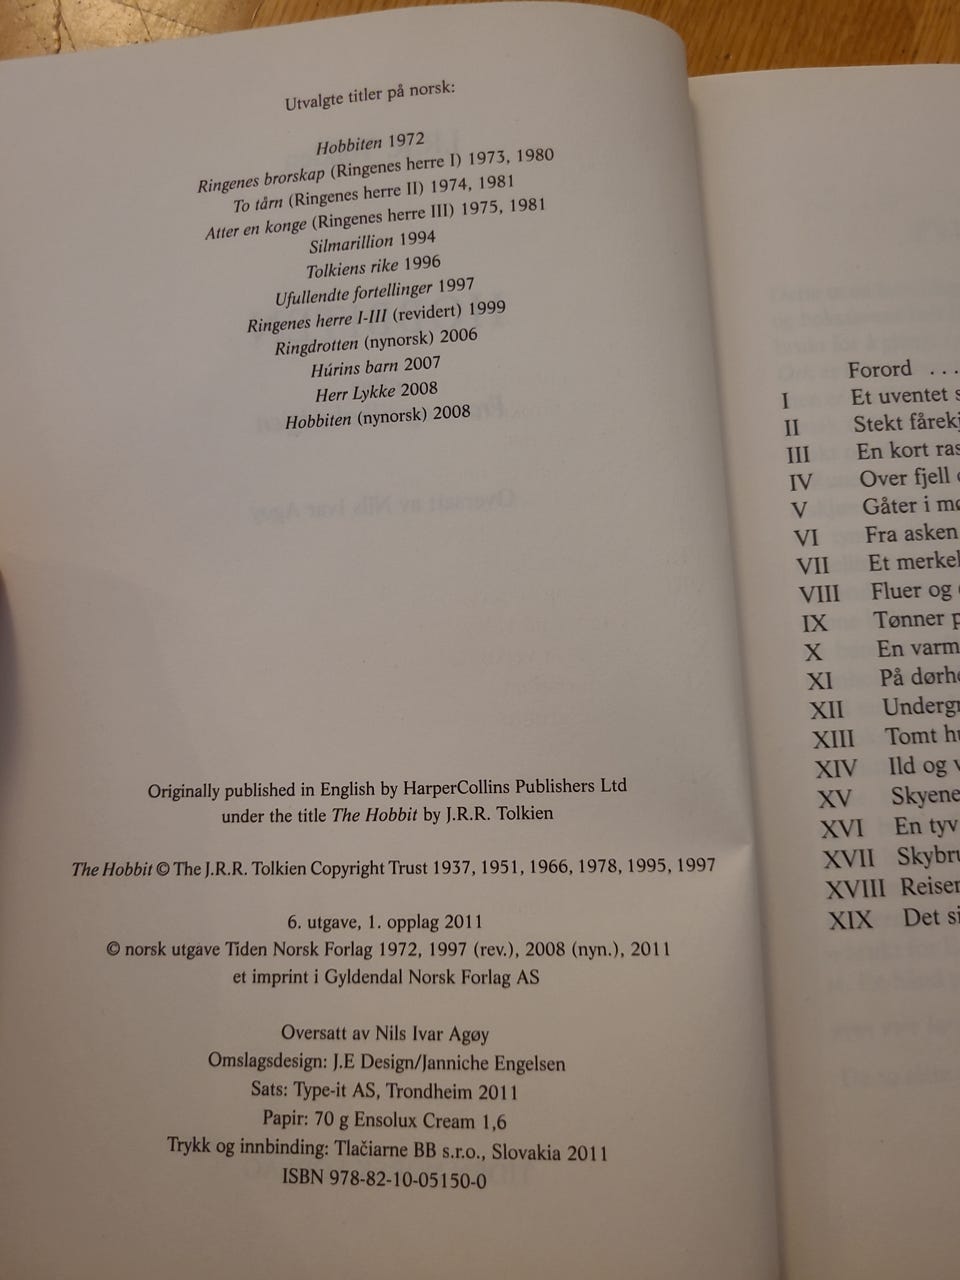 Utvalgte titler på norsk:
Hobbiten 1972
Ringenes brorskap (Ringenes herre I) 1973, 1980
To tårn (Ringenes herre II) 1974, 1981
Atter en konge (Ringenes herre III) 1975, 1981
Silmarillion 1994
Tolkiens rike 1996
Ufullendte fortellinger 1997
Ringenes herre I-III (revidert) 1999
Ringdrotten (nynorsk) 2006
Húrins barn 2007
Herr Lykke 2008
Hobbiten (nynorsk) 2008
Originally published in English by HarperCollins Publishers Ltd
under the title The Hobbit by J.R.R. Tolkien
The Hobbit © The J.R.R. Tolkien Copyright Trust 1937, 1951, 1966, 1978, 1995, 1997
6. utgave, 1. opplag 2011
© norsk utgave Tiden Norsk Forlag 1972, 1997 (rev.), 2008 (nyn.), 2011
et imprint i Gyldendal Norsk Forlag AS
Oversatt av Nils Ivar Agøy
Omslagsdesign: J.E Design/Janniche Engelsen
Sats: Type-it AS, Trondheim 2011
Papir: 70 g Ensolux Cream 1,6
Trykk og innbinding: Tlačiarne BB s.r.o., Slovakia 2011
ISBN 978-82-10-05150-0
Forord ...
I Et uventet
II Stekt
III En kort
IV Over fjell
V Gåter i
VI Fra asken
VII Et
VIII Fluer og
IX Tønner
X En
XI På
XII
XIII Tomt
XIV Ild og
XV Skyene
XVI En tyv
XVII
XVIII
XIX Det